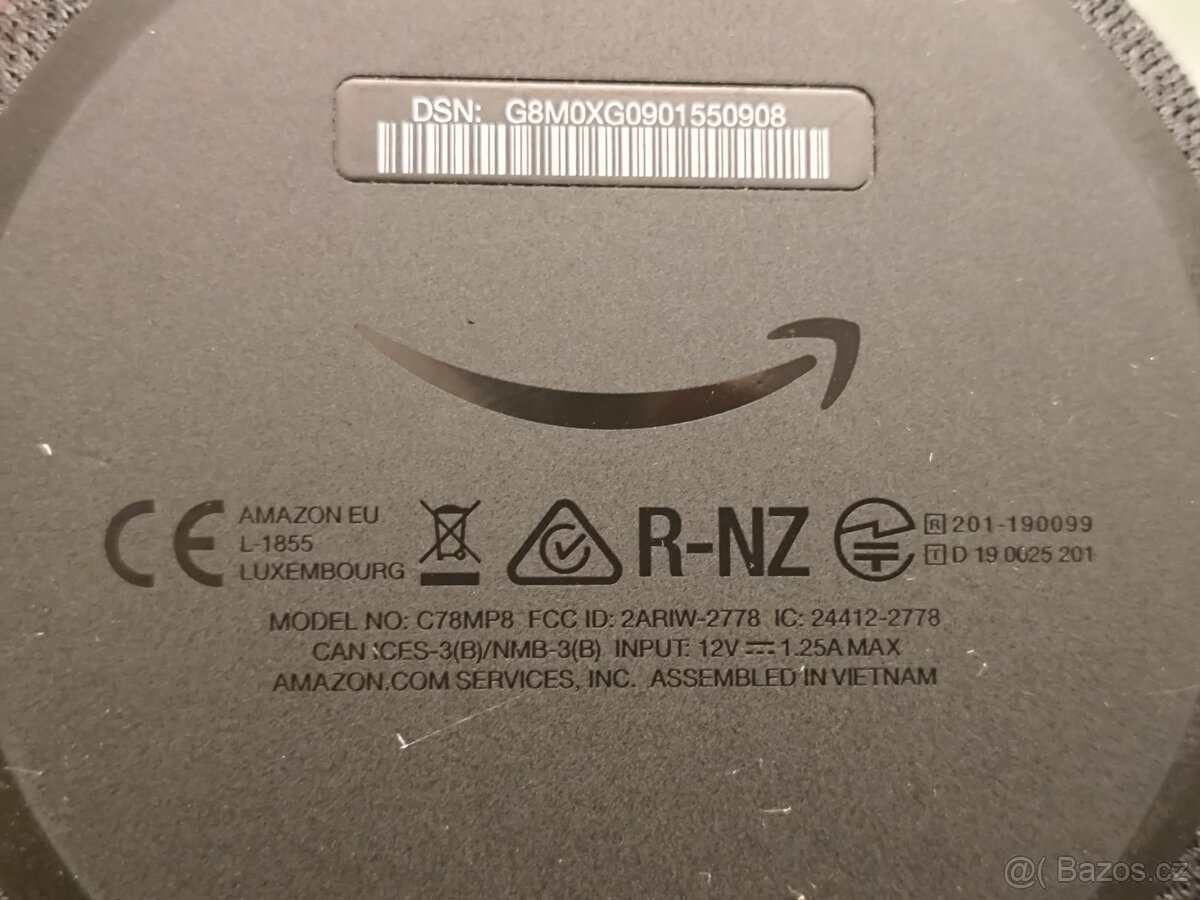 DSN: G8M0XG0901550908
CE AMAZON EU
L-1855
LUXEMBOURG
R-NZ
R 201-190099
T D 19 0025 201
MODEL NO: C78MP8 FCC ID: 2ARIW-2778 IC: 24412-2778
CAN ICES-3(B)/NMB-3(B) INPUT: 12V ⎓ 1.25A MAX
AMAZON.COM SERVICES, INC. ASSEMBLED IN VIETNAM
@( Bazoš.cz